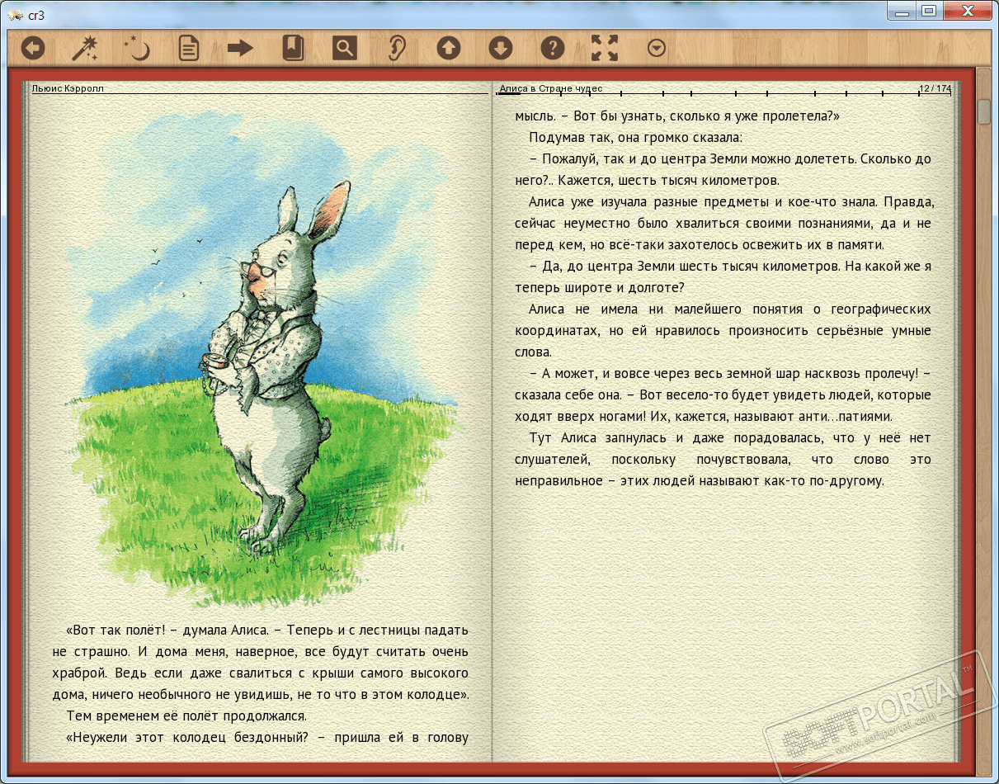 cr3
Льюис Кэрролл
«Вот так полёт! – думала Алиса. – Теперь и с лестницы падать
не страшно. И дома меня, наверное, все будут считать очень
храброй. Ведь если даже свалиться с крыши самого высокого
дома, ничего необычного не увидишь, не то что в этом колодце».
Тем временем её полёт продолжался.
«Неужели этот колодец бездонный? – пришла ей в голову
Алиса в Стране чудес
12 / 174
мысль. – Вот бы узнать, сколько я уже пролетела?»
Подумав так, она громко сказала:
– Пожалуй, так и до центра Земли можно долететь. Сколько до
него?.. Кажется, шесть тысяч километров.
Алиса уже изучала разные предметы и кое-что знала. Правда,
сейчас неуместно было хвалиться своими познаниями, да и не
перед кем, но всё-таки захотелось освежить их в памяти.
– Да, до центра Земли шесть тысяч километров. На какой же я
теперь широте и долготе?
Алиса не имела ни малейшего понятия о географических
координатах, но ей нравилось произносить серьёзные умные
слова.
– А может, и вовсе через весь земной шар насквозь пролечу! –
сказала себе она. – Вот весело-то будет увидеть людей, которые
ходят вверх ногами! Их, кажется, называют анти…патиями.
Тут Алиса запнулась и даже порадовалась, что у неё нет
слушателей, поскольку почувствовала, что слово это
неправильное – этих людей называют как-то по-другому.
SOFTPORTAL™
www.softportal.com